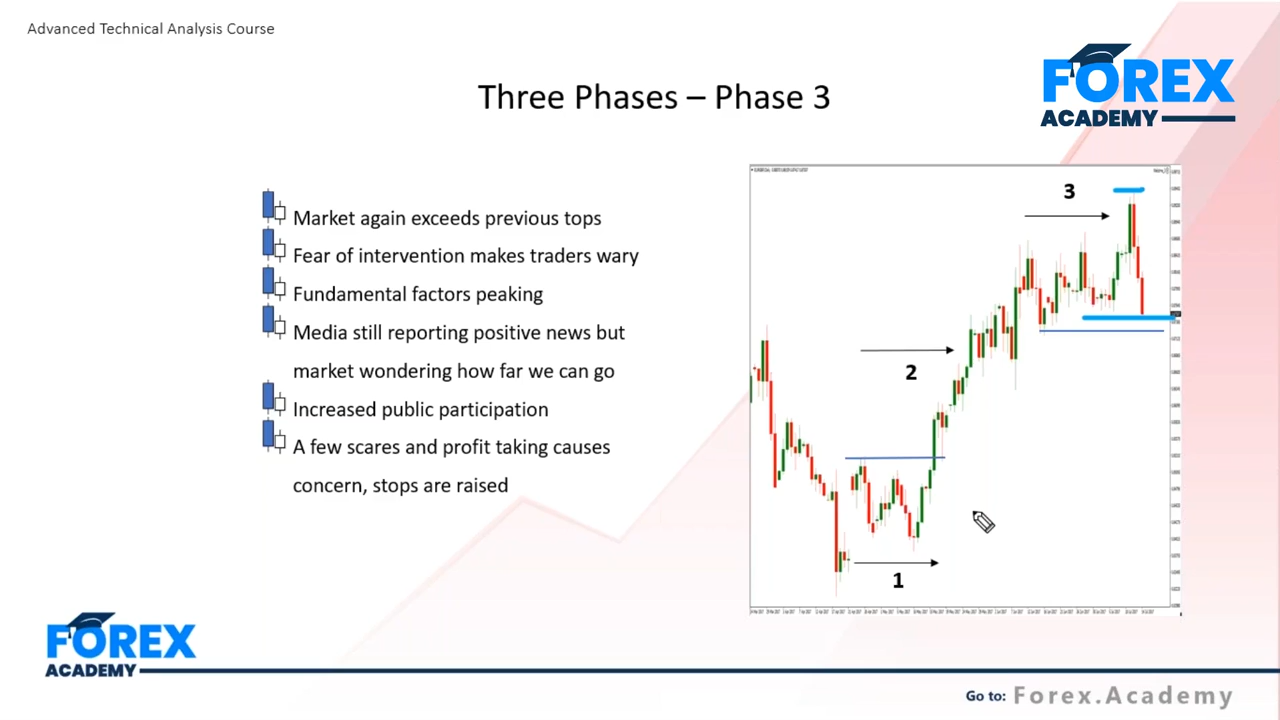 Advanced Technical Analysis Course
FOREX
ACADEMY
Three Phases – Phase 3
Market again exceeds previous tops
Fear of intervention makes traders wary
Fundamental factors peaking
Media still reporting positive news but
market wondering how far we can go
Increased public participation
A few scares and profit taking causes
concern, stops are raised
3
2
1
FOREX
ACADEMY
Go to: Forex.Academy